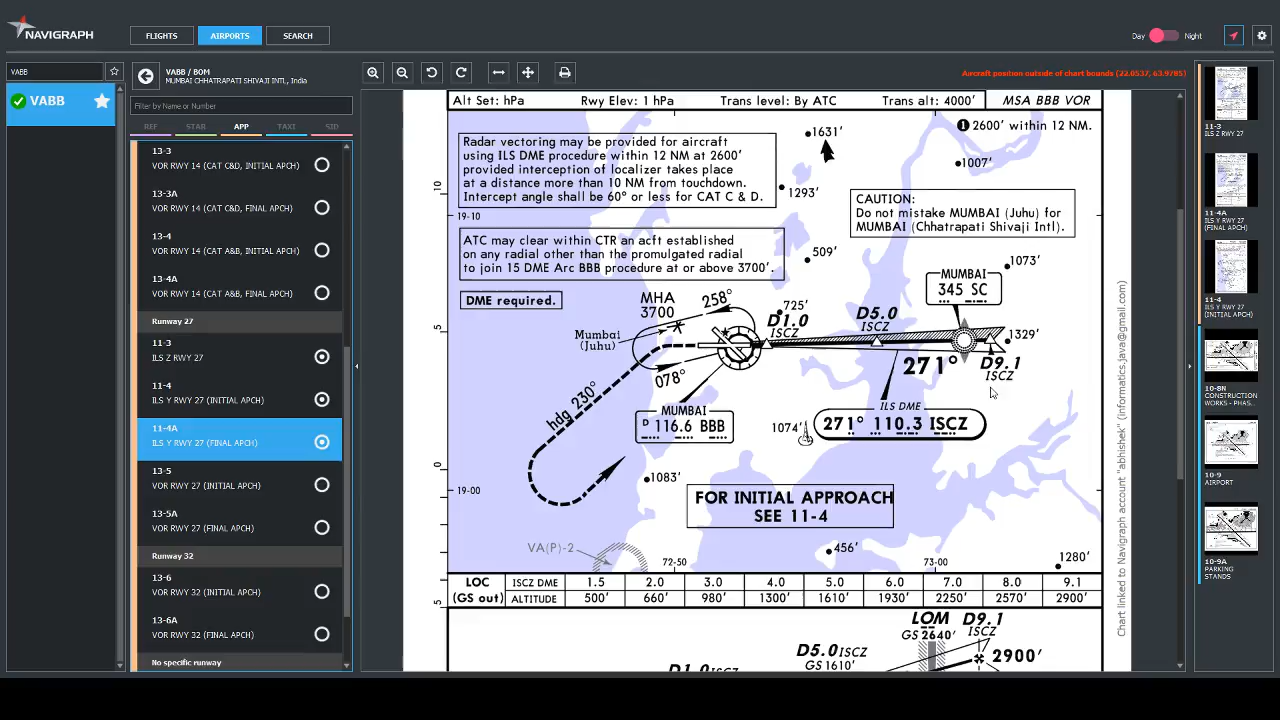 NAVIGRAPH
FLIGHTS
AIRPORTS
SEARCH
Day
Night
VABB
VABB
VABB / BOM
MUMBAI CHHATRAPATI SHIVAJI INTL, India
Filter by Name or Number
REF
STAR
APP
TAXI
SID
13-3
VOR RWY 14 (CAT C&D, INITIAL APCH)
13-3A
VOR RWY 14 (CAT C&D, FINAL APCH)
13-4
VOR RWY 14 (CAT A&B, INITIAL APCH)
13-4A
VOR RWY 14 (CAT A&B, FINAL APCH)
Runway 27
11-3
ILS Z RWY 27
11-4
ILS Y RWY 27 (INITIAL APCH)
11-4A
ILS Y RWY 27 (FINAL APCH)
13-5
VOR RWY 27 (INITIAL APCH)
13-5A
VOR RWY 27 (FINAL APCH)
Runway 32
13-6
VOR RWY 32 (INITIAL APCH)
13-6A
VOR RWY 32 (FINAL APCH)
No specific runway
Aircraft position outside of chart bounds (22.0537, 63.9785)
Alt Set: hPa Rwy Elev: 1 hPa Trans level: By ATC Trans alt: 4000' MSA BBB VOR
1 2600' within 12 NM.
Radar vectoring may be provided for aircraft
using ILS DME procedure within 12 NM at 2600'
provided interception of localizer takes place
at a distance more than 10 NM from touchdown.
Intercept angle shall be 60° or less for CAT C & D.
1631'
1007'
1293'
10
19-10
CAUTION:
Do not mistake MUMBAI (Juhu) for
MUMBAI (Chhatrapati Shivaji Intl).
ATC may clear within CTR an acft established
on any radial other than the promulgated radial
to join 15 DME Arc BBB procedure at or above 3700'.
509'
1073'
DME required.
MHA
3700
258°
725'
D1.0
ISCZ
D5.0
ISCZ
MUMBAI
345 SC
1329'
5
Mumbai
(Juhu)
078°
271°
D9.1
ISCZ
hdg 230°
MUMBAI
D 116.6 BBB
1074'
ILS DME
271° 110.3 ISCZ
0
1083'
19-00
FOR INITIAL APPROACH
SEE 11-4
VA(P)-2
72-50
456'
73-00
1280'
5
LOC ISCZ DME 1.5 2.0 3.0 4.0 5.0 6.0 7.0 8.0 9.1
(GS out) ALTITUDE 500' 660' 980' 1300' 1610' 1930' 2250' 2570' 2900'
LOM
GS 2640'
D9.1
ISCZ
D5.0 ISCZ
GS 1610'
2900'
D1.0 ISCZ
Chart linked to Navigraph account "abhishek" (informatics.java@gmail.com)
11-3
ILS Z RWY 27
11-4A
ILS Y RWY 27
(FINAL APCH)
11-4
ILS Y RWY 27
(INITIAL APCH)
10-8N
CONSTRUCTION
WORKS - PHAS...
10-9
AIRPORT
10-9A
PARKING
STANDS